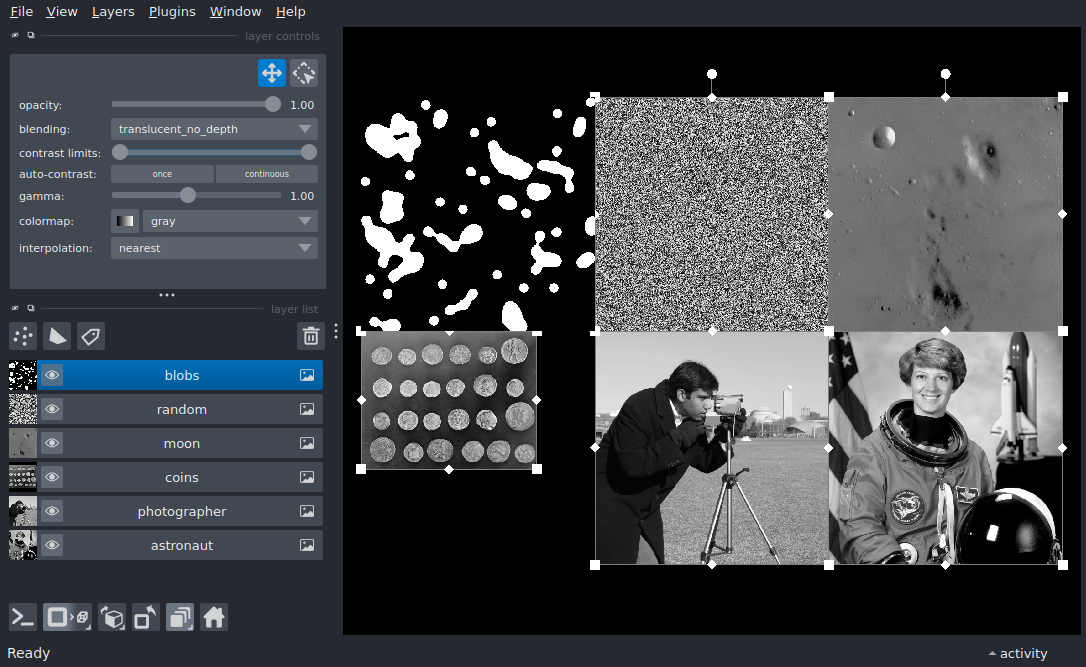 File View Layers Plugins Window Help
layer controls
opacity: 1.00
blending: translucent_no_depth
contrast limits:
auto-contrast: once continuous
gamma: 1.00
colormap: gray
interpolation: nearest
layer list
blobs
random
moon
coins
photographer
astronaut
Ready activity